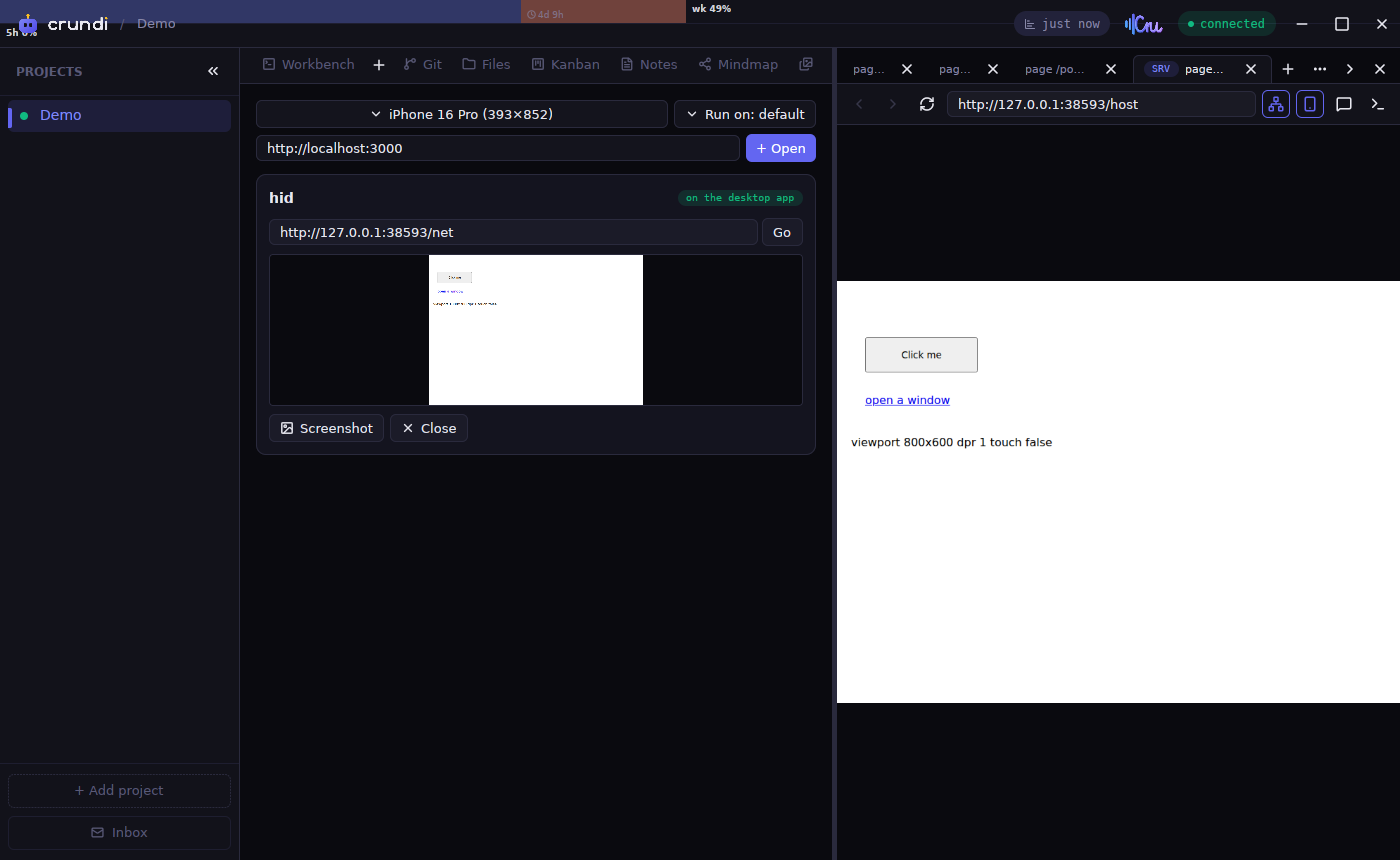 4d 9h
wk 49%
crundi / Demo
just now
Cru
connected
PROJECTS
Demo
+ Add project
Inbox
Workbench
Git
Files
Kanban
Notes
Mindmap
iPhone 16 Pro (393×852)
Run on: default
http://localhost:3000
+ Open
hid
on the desktop app
http://127.0.0.1:38593/net
Go
Screenshot
Close
pag...
pag...
page /po...
SRV page...
http://127.0.0.1:38593/host
Click me
open a window
viewport 800x600 dpr 1 touch false